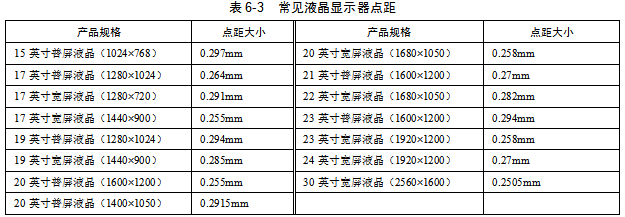 表 6-3 常见液晶显示器点距
产品规格 点距大小 产品规格 点距大小
15 英寸普屏液晶（1024×768） 0.297mm 20 英寸宽屏液晶（1680×1050） 0.258mm
17 英寸普屏液晶（1280×1024） 0.264mm 21 英寸普屏液晶（1600×1200） 0.27mm
17 英寸宽屏液晶（1280×720） 0.291mm 22 英寸宽屏液晶（1680×1050） 0.282mm
17 英寸宽屏液晶（1440×900） 0.255mm 23 英寸普屏液晶（1600×1200） 0.294mm
19 英寸普屏液晶（1280×1024） 0.294mm 23 英寸宽屏液晶（1920×1200） 0.258mm
19 英寸宽屏液晶（1440×900） 0.285mm 24 英寸宽屏液晶（1920×1200） 0.27mm
20 英寸普屏液晶（1600×1200） 0.255mm 30 英寸宽屏液晶（2560×1600） 0.2505mm
20 英寸普屏液晶（1400×1050） 0.2915mm